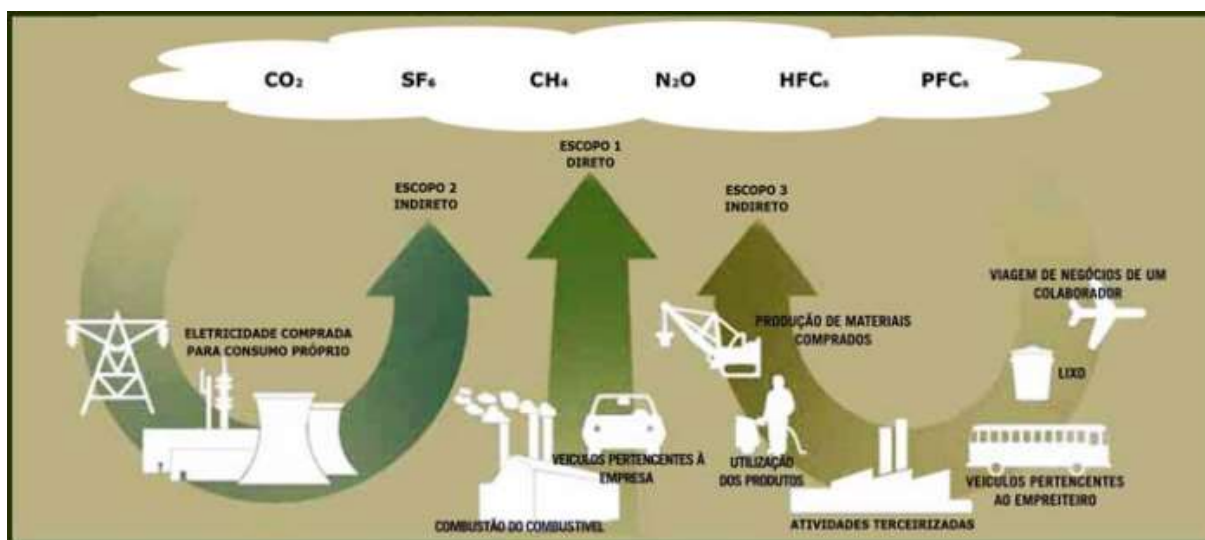 CO₂ SF₆ CH₄ N₂O HFCₛ PFCₛ
ESCOPO 1
DIRETO
ESCOPO 2
INDIRETO
ESCOPO 3
INDIRETO
ELETRICIDADE COMPRADA
PARA CONSUMO PRÓPRIO
VEICULOS PERTENCENTES À
EMPRESA
COMBUSTÃO DO COMBUSTIVEL
PRODUÇÃO DE MATERIAIS
COMPRADOS
UTILIZAÇÃO
DOS PRODUTOS
ATIVIDADES TERCEIRIZADAS
VIAGEM DE NEGÓCIOS DE UM
COLABORADOR
LIXO
VEICULOS PERTENCENTES
AO EMPREITEIRO